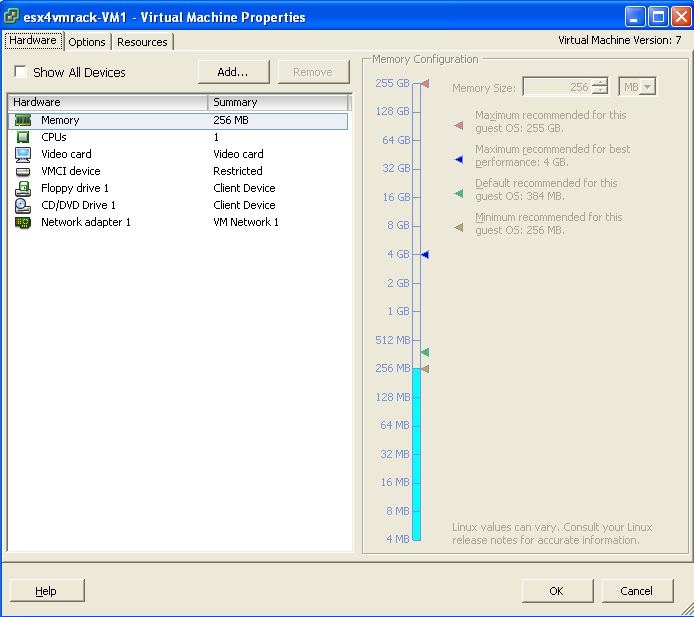 esx4vmrack-VM1 - Virtual Machine Properties
Hardware Options Resources
Virtual Machine Version: 7
Show All Devices
Add...
Remove
Hardware Summary
Memory 256 MB
CPUs 1
Video card Video card
VMCI device Restricted
Floppy drive 1 Client Device
CD/DVD Drive 1 Client Device
Network adapter 1 VM Network 1
Memory Configuration
255 GB
128 GB
64 GB
32 GB
16 GB
8 GB
4 GB
2 GB
1 GB
512 MB
256 MB
128 MB
64 MB
32 MB
16 MB
8 MB
4 MB
Memory Size: 256 MB
Maximum recommended for this
guest OS: 255 GB.
Maximum recommended for best
performance: 4 GB.
Default recommended for this
guest OS: 384 MB.
Minimum recommended for this
guest OS: 256 MB.
Linux values can vary. Consult your Linux
release notes for accurate information.
Help
OK
Cancel